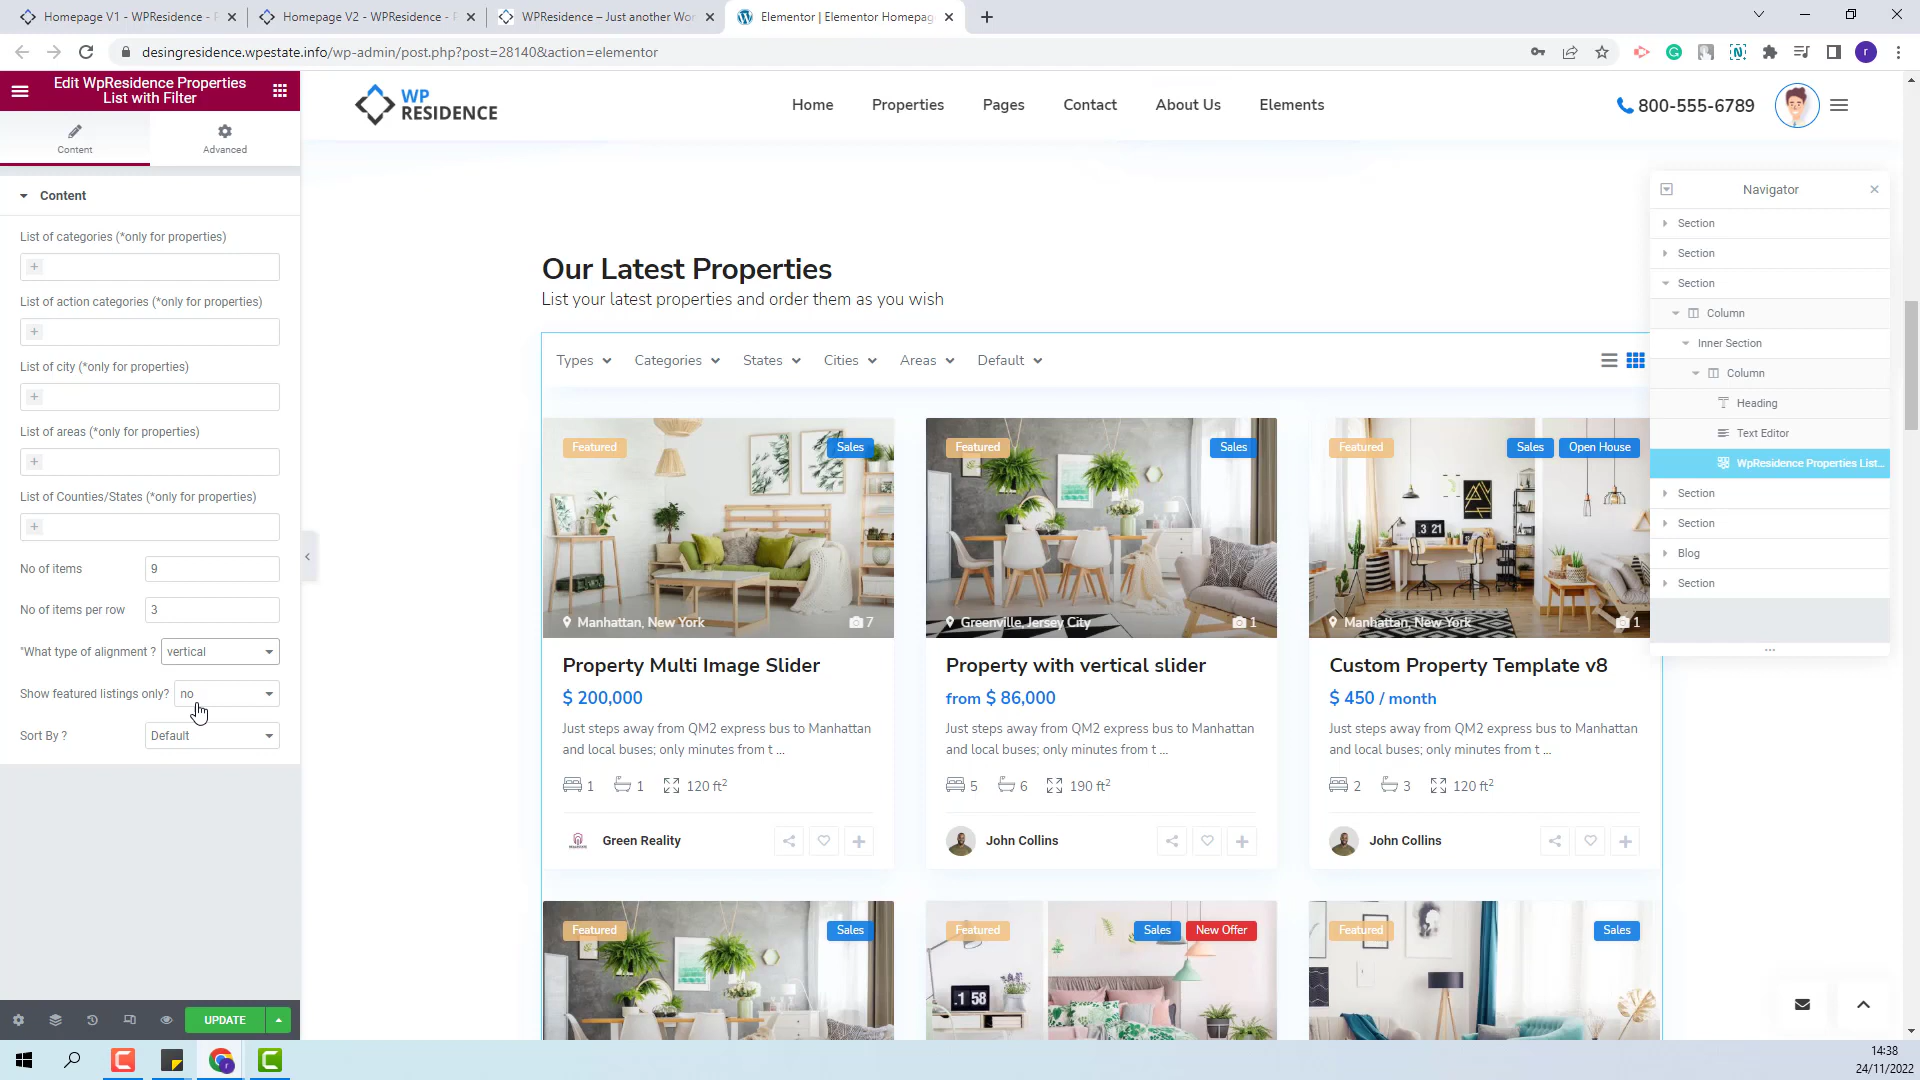 Homepage V1 - WPResidence - F
Homepage V2 - WPResidence - F
WPResidence – Just another Wor
Elementor | Elementor Homepag
desingresidence.wpestate.info/wp-admin/post.php?post=28140&action=elementor
Edit WpResidence Properties
List with Filter
Content
Advanced
Content
List of categories (*only for properties)
List of action categories (*only for properties)
List of city (*only for properties)
List of areas (*only for properties)
List of Counties/States (*only for properties)
No of items 9
No of items per row 3
"What type of alignment ? vertical
Show featured listings only? no
Sort By ? Default
UPDATE
WP
RESIDENCE
Home Properties Pages Contact About Us Elements
800-555-6789
Our Latest Properties
List your latest properties and order them as you wish
Types Categories States Cities Areas Default
Featured Sales
Manhattan, New York 7
Property Multi Image Slider
$ 200,000
Just steps away from QM2 express bus to Manhattan
and local buses; only minutes from t ...
1 1 120 ft²
Green Reality
Featured Sales
Greenville, Jersey City 1
Property with vertical slider
from $ 86,000
Just steps away from QM2 express bus to Manhattan
and local buses; only minutes from t ...
5 6 190 ft²
John Collins
Featured Sales Open House
3 21
Manhattan, New York 1
Custom Property Template v8
$ 450 / month
Just steps away from QM2 express bus to Manhattan
and local buses; only minutes from t ...
2 3 120 ft²
John Collins
Featured Sales
Featured Sales New Offer
1 58
Featured Sales
Navigator
Section
Section
Section
Column
Inner Section
Column
Heading
Text Editor
WpResidence Properties List...
Section
Section
Blog
Section
14:38
24/11/2022